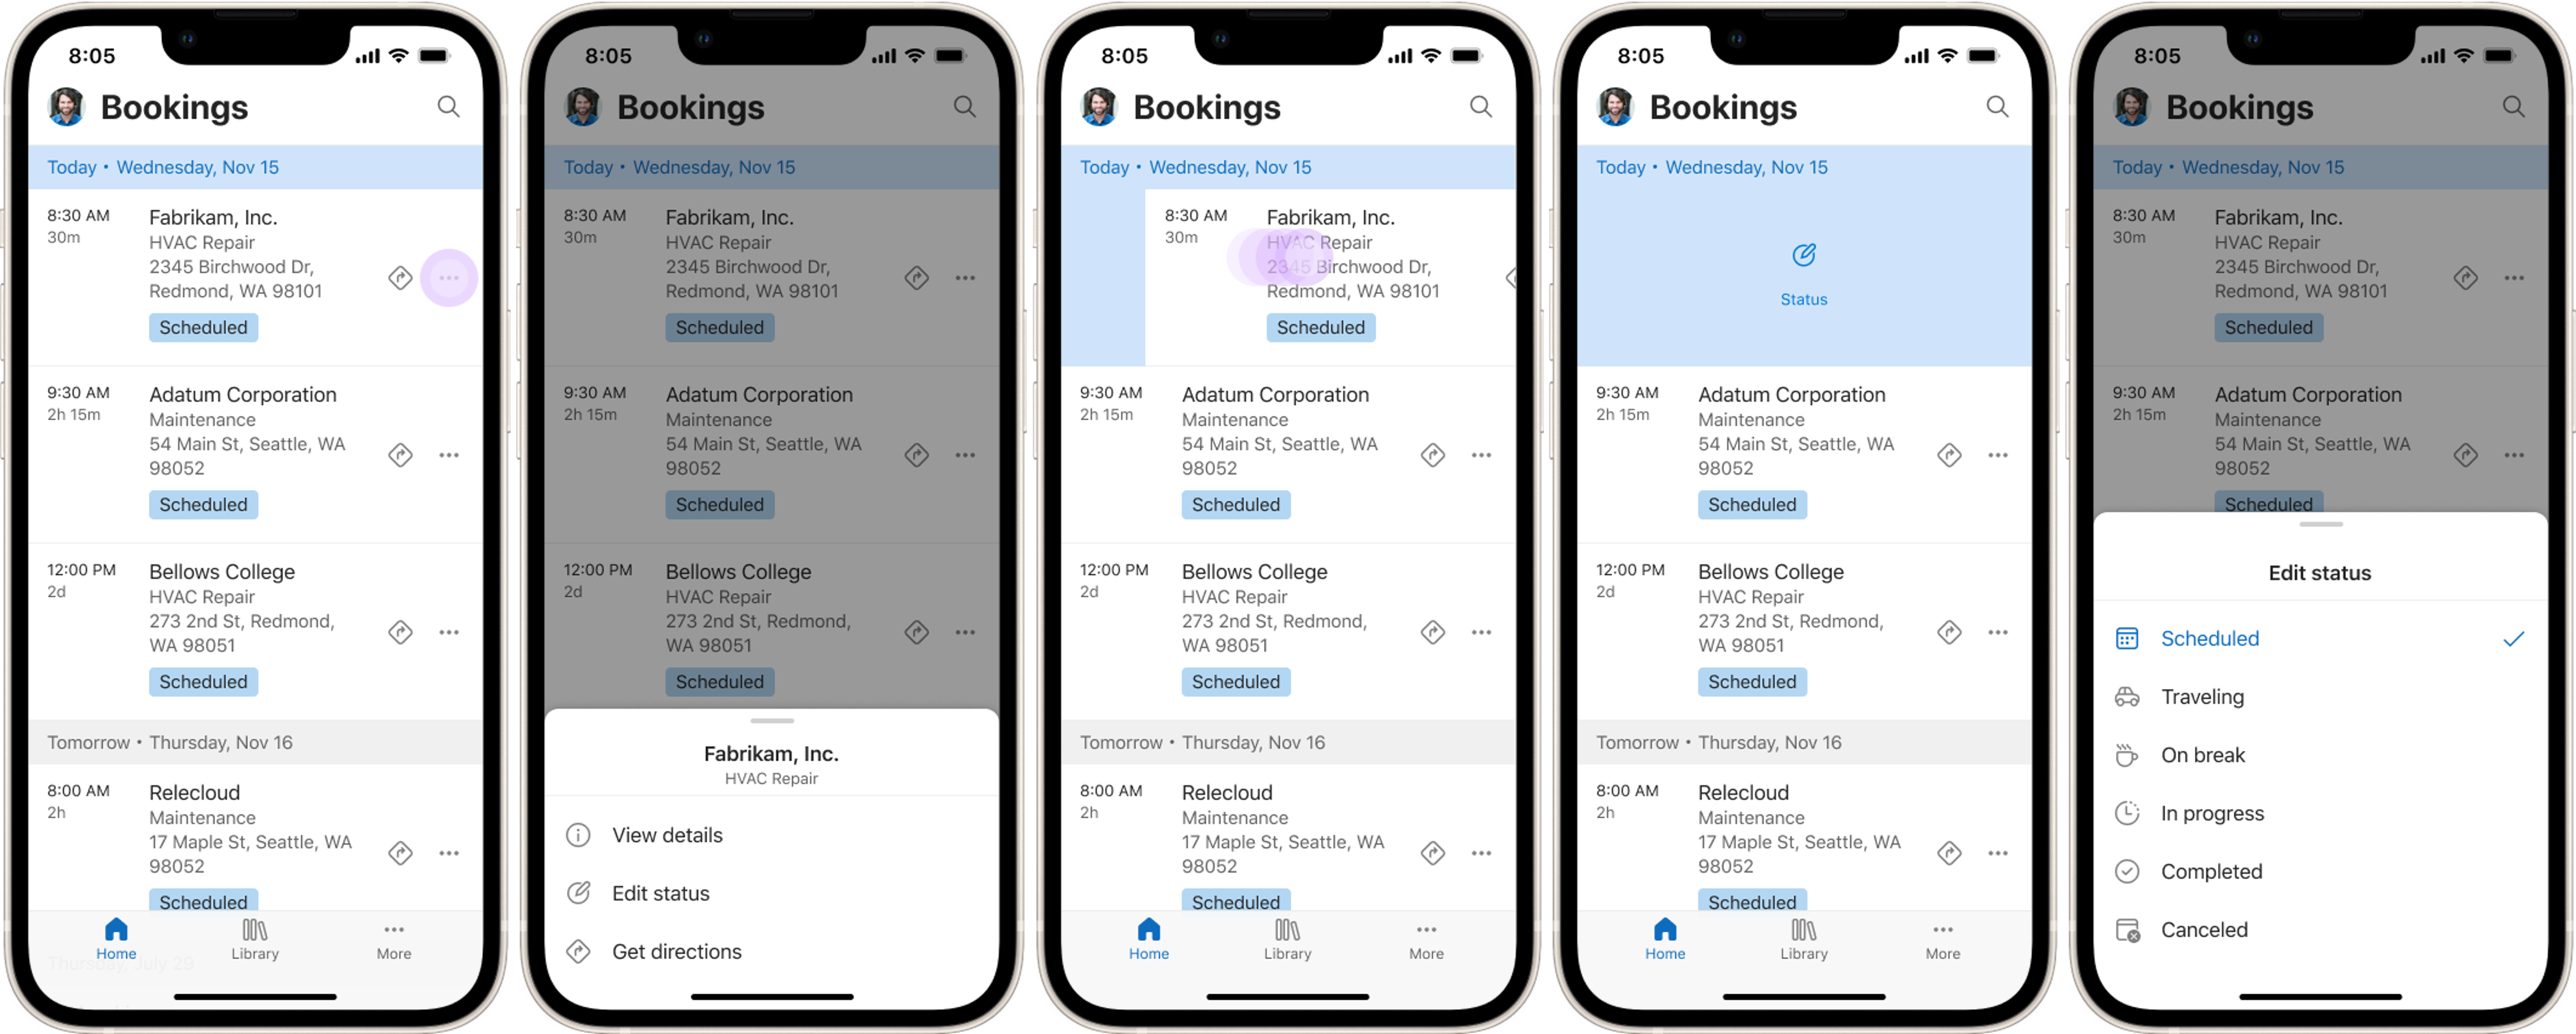 8:05
Bookings
Today • Wednesday, Nov 15
8:30 AM
30m
Fabrikam, Inc.
HVAC Repair
2345 Birchwood Dr,
Redmond, WA 98101
Scheduled
9:30 AM
2h 15m
Adatum Corporation
Maintenance
54 Main St, Seattle, WA
98052
Scheduled
12:00 PM
2d
Bellows College
HVAC Repair
273 2nd St, Redmond,
WA 98051
Scheduled
Tomorrow • Thursday, Nov 16
8:00 AM
2h
Relecloud
Maintenance
17 Maple St, Seattle, WA
98052
Scheduled
Home
Library
More
Thursday, July 29
8:05
Bookings
Today • Wednesday, Nov 15
8:30 AM
30m
Fabrikam, Inc.
HVAC Repair
2345 Birchwood Dr,
Redmond, WA 98101
Scheduled
9:30 AM
2h 15m
Adatum Corporation
Maintenance
54 Main St, Seattle, WA
98052
Scheduled
12:00 PM
2d
Bellows College
HVAC Repair
273 2nd St, Redmond,
WA 98051
Scheduled
Fabrikam, Inc.
HVAC Repair
View details
Edit status
Get directions
8:05
Bookings
Today • Wednesday, Nov 15
8:30 AM
30m
Fabrikam, Inc.
HVAC Repair
2345 Birchwood Dr,
Redmond, WA 98101
Scheduled
9:30 AM
2h 15m
Adatum Corporation
Maintenance
54 Main St, Seattle, WA
98052
Scheduled
12:00 PM
2d
Bellows College
HVAC Repair
273 2nd St, Redmond,
WA 98051
Scheduled
Tomorrow • Thursday, Nov 16
8:00 AM
2h
Relecloud
Maintenance
17 Maple St, Seattle, WA
98052
Scheduled
Home
Library
More
8:05
Bookings
Today • Wednesday, Nov 15
Status
9:30 AM
2h 15m
Adatum Corporation
Maintenance
54 Main St, Seattle, WA
98052
Scheduled
12:00 PM
2d
Bellows College
HVAC Repair
273 2nd St, Redmond,
WA 98051
Scheduled
Tomorrow • Thursday, Nov 16
8:00 AM
2h
Relecloud
Maintenance
17 Maple St, Seattle, WA
98052
Scheduled
Home
Library
More
8:05
Bookings
Today • Wednesday, Nov 15
8:30 AM
30m
Fabrikam, Inc.
HVAC Repair
2345 Birchwood Dr,
Redmond, WA 98101
Scheduled
9:30 AM
2h 15m
Adatum Corporation
Maintenance
54 Main St, Seattle, WA
98052
Scheduled
Edit status
Scheduled
Traveling
On break
In progress
Completed
Canceled